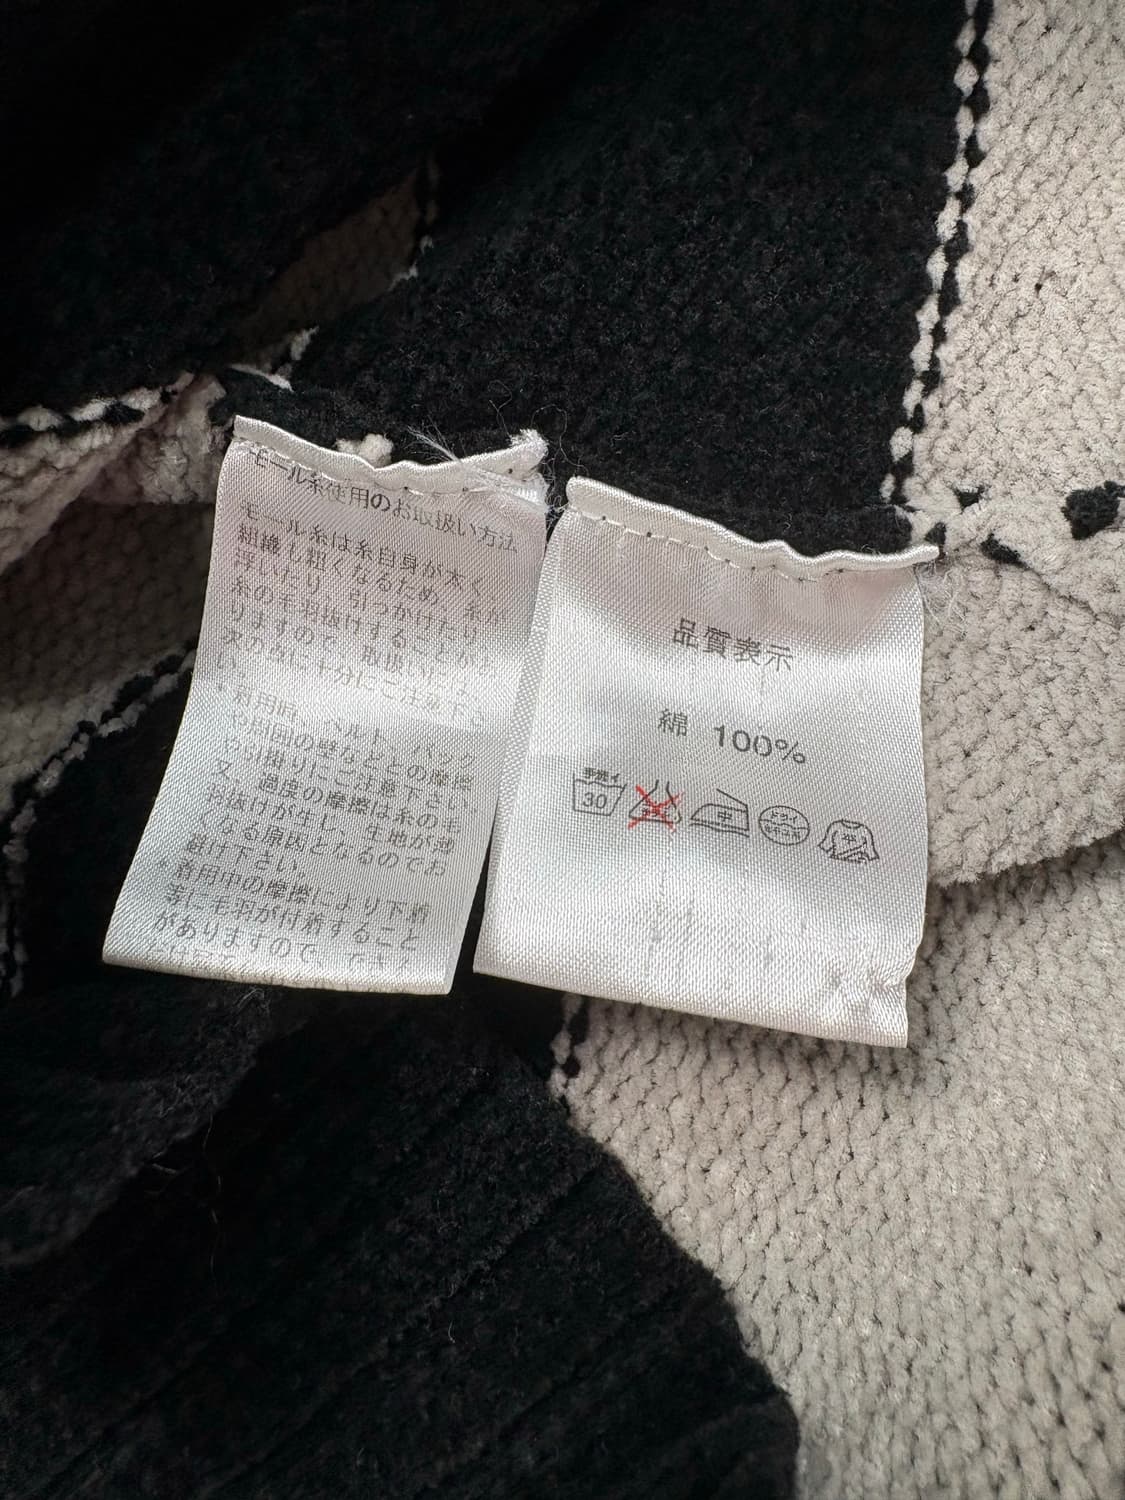 モール糸使用のお取扱い方法
モール糸は糸自身が太く
組織も粗くなるため、糸が
浮いたり、引っかけたり
糸の毛羽抜けすることがあ
りますので、取扱いには、
次の点に十分にご注意下さ
い。
*着用時、ベルト、バック
や周囲の壁などとの摩擦
や引掛りにご注意下さい。
又、過度の摩擦は糸の毛
羽抜けが生じ、生地が薄
くなる原因となるのでお
避け下さい。
*着用中の摩擦により下着
等に毛羽が付着すること
がありますので、
品質表示
綿 100%
手洗イ
30
中
ドライ